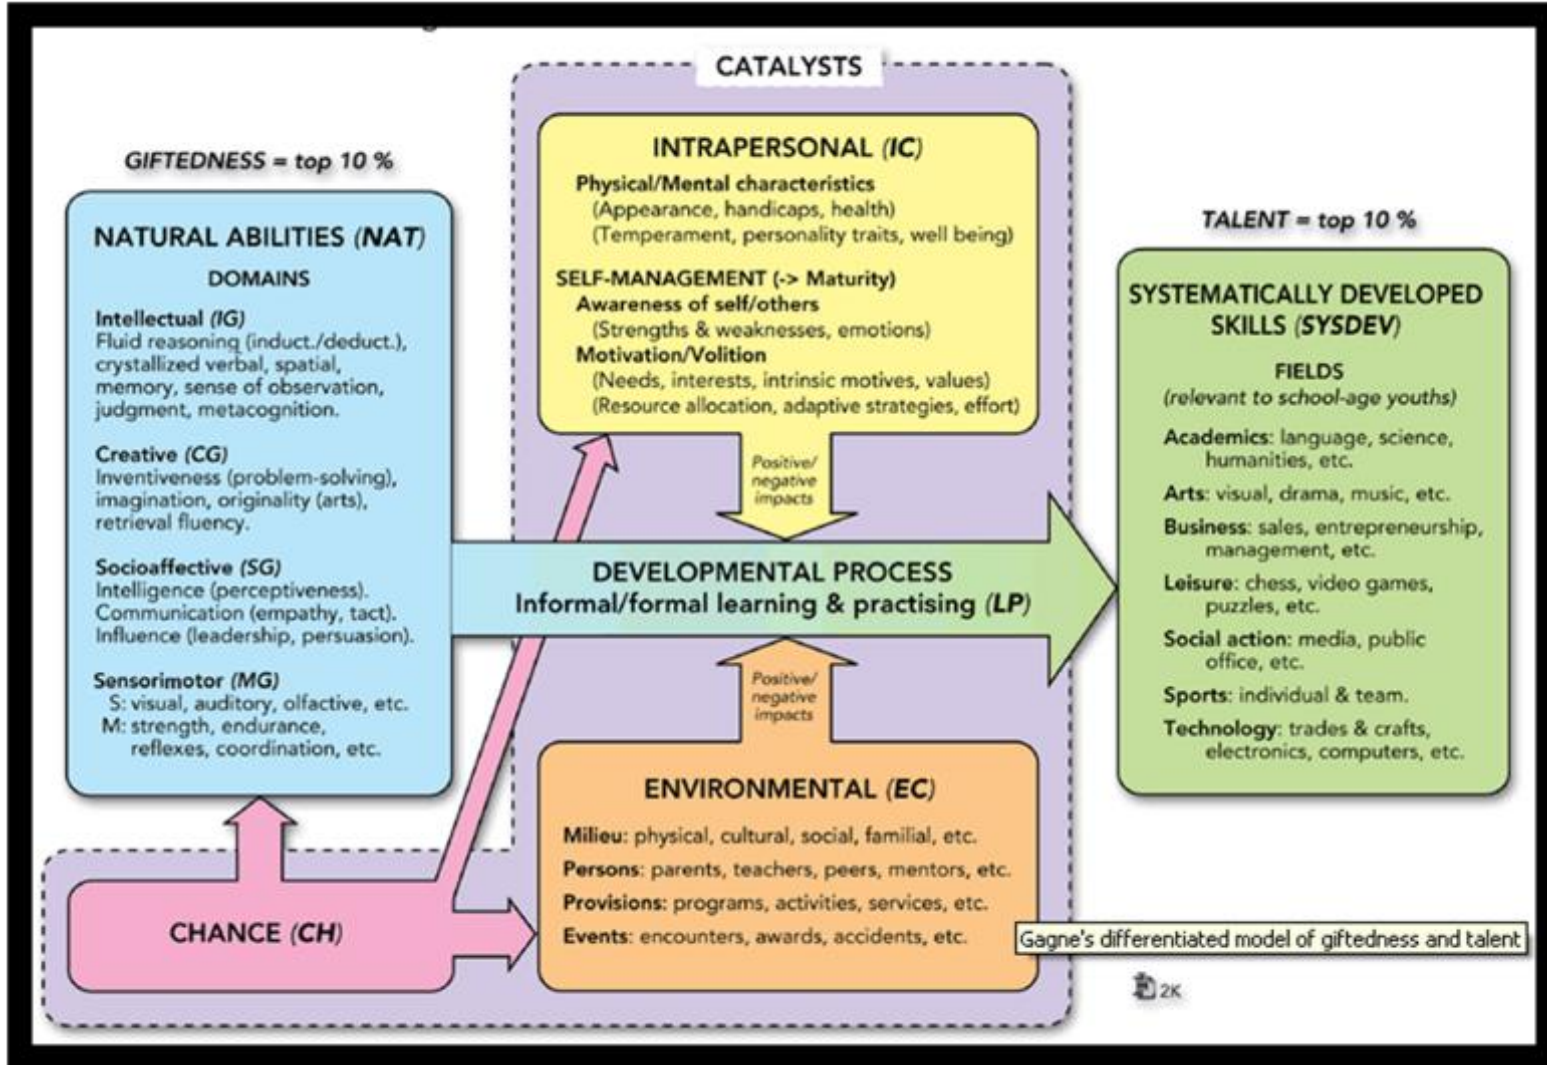 CATALYSTS
GIFTEDNESS = top 10 %
NATURAL ABILITIES (NAT)
DOMAINS
Intellectual (IG)
Fluid reasoning (induct./deduct.),
crystallized verbal, spatial,
memory, sense of observation,
judgment, metacognition.
Creative (CG)
Inventiveness (problem-solving),
imagination, originality (arts),
retrieval fluency.
Socioaffective (SG)
Intelligence (perceptiveness).
Communication (empathy, tact).
Influence (leadership, persuasion).
Sensorimotor (MG)
S: visual, auditory, olfactive, etc.
M: strength, endurance,
reflexes, coordination, etc.
INTRAPERSONAL (IC)
Physical/Mental characteristics
(Appearance, handicaps, health)
(Temperament, personality traits, well being)
SELF-MANAGEMENT (-> Maturity)
Awareness of self/others
(Strengths & weaknesses, emotions)
Motivation/Volition
(Needs, interests, intrinsic motives, values)
(Resource allocation, adaptive strategies, effort)
Positive/
negative
impacts
DEVELOPMENTAL PROCESS
Informal/formal learning & practising (LP)
Positive/
negative
impacts
ENVIRONMENTAL (EC)
Milieu: physical, cultural, social, familial, etc.
Persons: parents, teachers, peers, mentors, etc.
Provisions: programs, activities, services, etc.
Events: encounters, awards, accidents, etc.
CHANCE (CH)
TALENT = top 10 %
SYSTEMATICALLY DEVELOPED
SKILLS (SYSDEV)
FIELDS
(relevant to school-age youths)
Academics: language, science,
humanities, etc.
Arts: visual, drama, music, etc.
Business: sales, entrepreneurship,
management, etc.
Leisure: chess, video games,
puzzles, etc.
Social action: media, public
office, etc.
Sports: individual & team.
Technology: trades & crafts,
electronics, computers, etc.
Gagne's differentiated model of giftedness and talent
2K